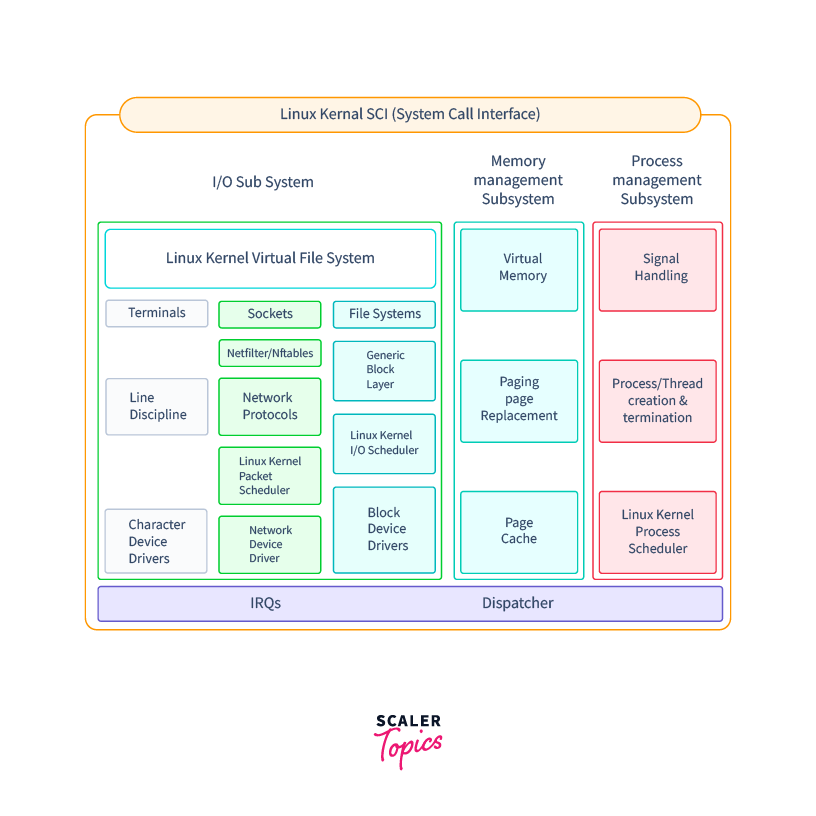 Linux Kernal SCI (System Call Interface)
I/O Sub System
Memory
management
Subsystem
Process
management
Subsystem
Linux Kernel Virtual File System
Terminals
Line
Discipline
Character
Device
Drivers
Sockets
Netfilter/Nftables
Network
Protocols
Linux Kernel
Packet
Scheduler
Network
Device
Driver
File Systems
Generic
Block
Layer
Linux Kernel
I/O Scheduler
Block
Device
Drivers
Virtual
Memory
Paging
page
Replacement
Page
Cache
Signal
Handling
Process/Thread
creation &
termination
Linux Kernel
Process
Scheduler
IRQs
Dispatcher
SCALER
Topics